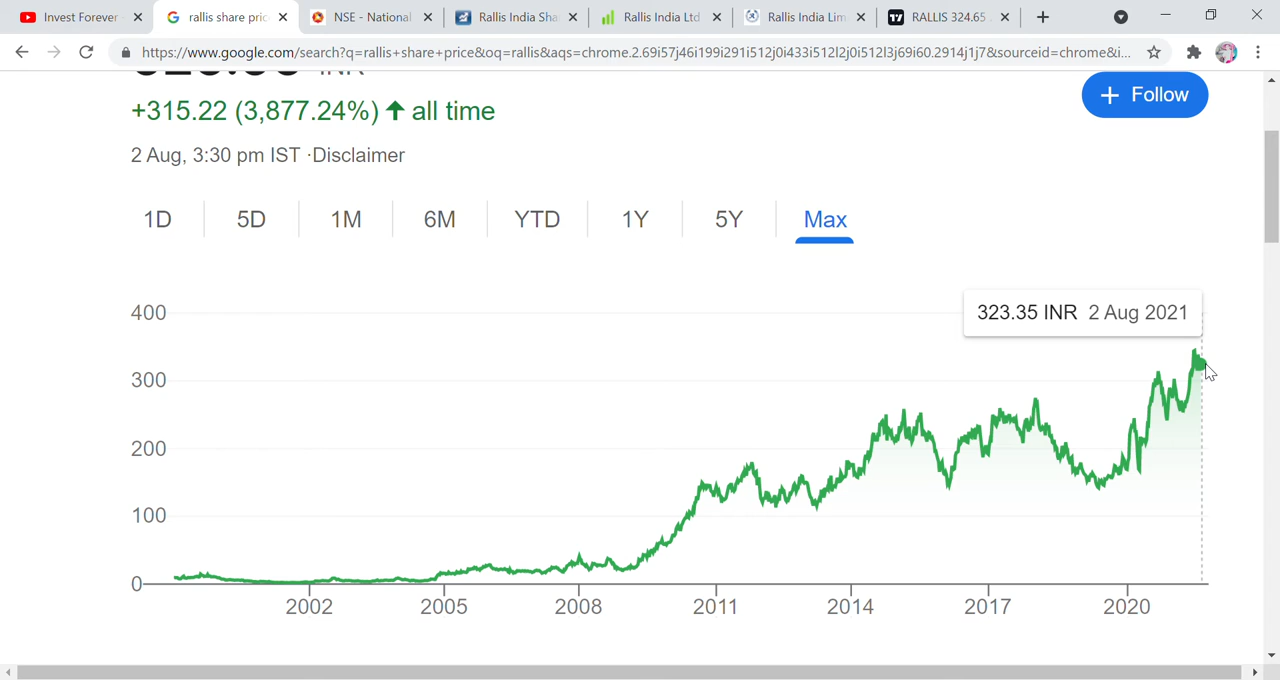 Invest Forever
rallis share pric
NSE - National
Rallis India Sha
Rallis India Ltd
Rallis India Lim
RALLIS 324.65
https://www.google.com/search?q=rallis+share+price&oq=rallis&aqs=chrome.2.69i57j46i199i291i512j0i433i512l2j0i512l3j69i60.2914j1j7&sourceid=chrome&i...
INR
+315.22 (3,877.24%) ↑ all time
+ Follow
2 Aug, 3:30 pm IST ·Disclaimer
1D 5D 1M 6M YTD 1Y 5Y Max
323.35 INR 2 Aug 2021
400
300
200
100
0
2002 2005 2008 2011 2014 2017 2020